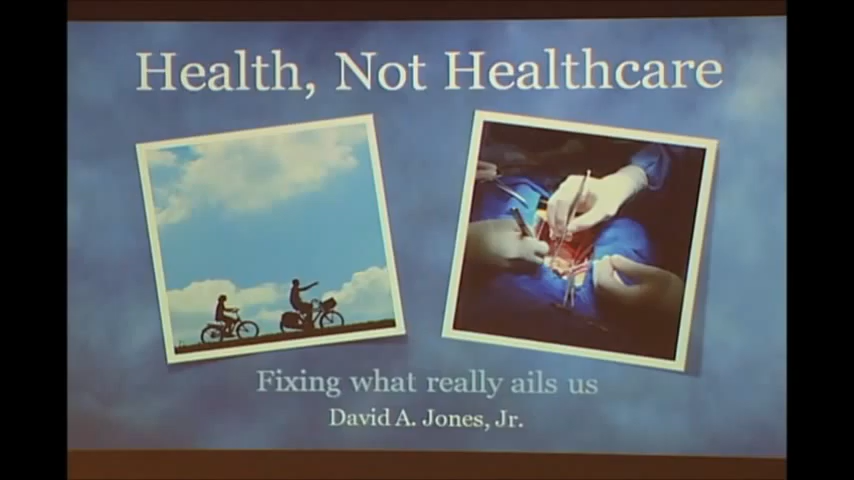 Health, Not Healthcare
Fixing what really ails us
David A. Jones, Jr.